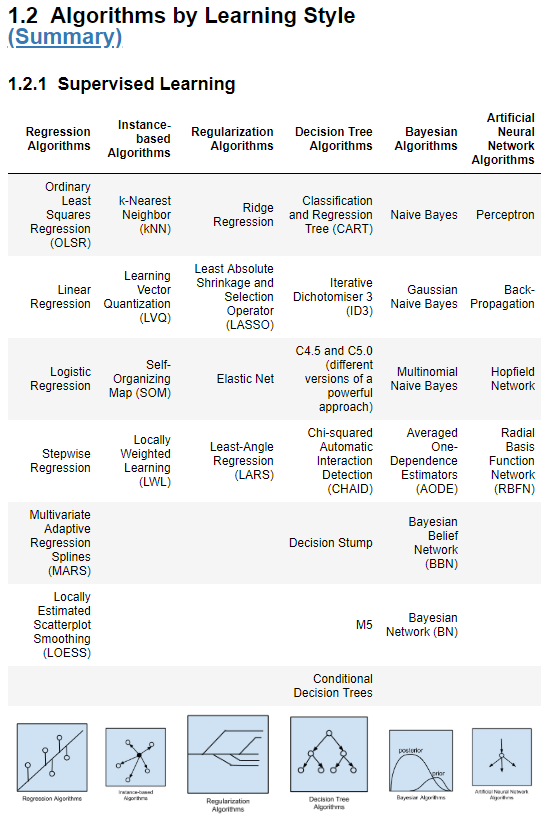 1.2 Algorithms by Learning Style
(Summary)
1.2.1 Supervised Learning
Regression
Algorithms
Instance-
based
Algorithms
Regularization
Algorithms
Decision Tree
Algorithms
Bayesian
Algorithms
Artificial
Neural
Network
Algorithms
Ordinary
Least
Squares
Regression
(OLSR)
k-Nearest
Neighbor
(kNN)
Ridge
Regression
Classification
and Regression
Tree (CART)
Naive Bayes
Perceptron
Linear
Regression
Learning
Vector
Quantization
(LVQ)
Least Absolute
Shrinkage and
Selection
Operator
(LASSO)
Iterative
Dichotomiser 3
(ID3)
Gaussian
Naive Bayes
Back-
Propagation
Logistic
Regression
Self-
Organizing
Map (SOM)
Elastic Net
C4.5 and C5.0
(different
versions of a
powerful
approach)
Multinomial
Naive Bayes
Hopfield
Network
Stepwise
Regression
Locally
Weighted
Learning
(LWL)
Least-Angle
Regression
(LARS)
Chi-squared
Automatic
Interaction
Detection
(CHAID)
Averaged
One-
Dependence
Estimators
(AODE)
Radial
Basis
Function
Network
(RBFN)
Multivariate
Adaptive
Regression
Splines
(MARS)
Decision Stump
Bayesian
Belief
Network
(BBN)
Locally
Estimated
Scatterplot
Smoothing
(LOESS)
M5
Bayesian
Network (BN)
Conditional
Decision Trees
Regression Algorithms
Instance-based
Algorithms
Regularization
Algorithms
Decision Tree
Algorithms
posterior
prior
Bayesian Algorithms
Artificial Neural Network
Algorithms